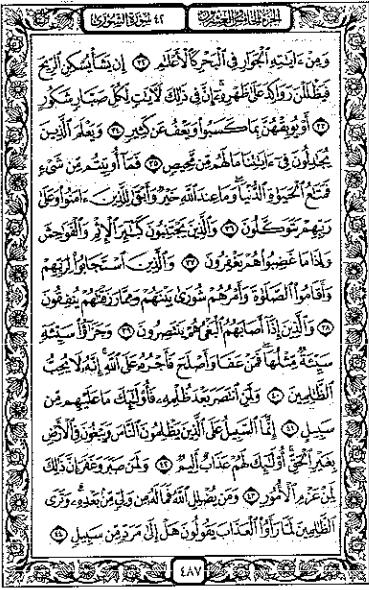 الجزء الخامس والعشرون ٤٢ سورة الشورى
وَمِنْ ءَايَٰتِهِ ٱلْجَوَارِ فِى ٱلْبَحْرِ كَٱلْأَعْلَٰمِ ٣٢ إِن يَشَأْ يُسْكِنِ ٱلرِّيحَ
فَيَظْلَلْنَ رَوَاكِدَ عَلَىٰ ظَهْرِهِۦٓ إِنَّ فِى ذَٰلِكَ لَءَايَٰتٍ لِّكُلِّ صَبَّارٍ شَكُورٍ
٣٣ أَوْ يُوبِقْهُنَّ بِمَا كَسَبُوا۟ وَيَعْفُ عَن كَثِيرٍ ٣٤ وَيَعْلَمَ ٱلَّذِينَ
يُجَٰدِلُونَ فِىٓ ءَايَٰتِنَا مَا لَهُم مِّن مَّحِيصٍ ٣٥ فَمَآ أُوتِيتُم مِّن شَىْءٍ
فَمَتَٰعُ ٱلْحَيَوٰةِ ٱلدُّنْيَا وَمَا عِندَ ٱللَّهِ خَيْرٌ وَأَبْقَىٰ لِلَّذِينَ ءَامَنُوا۟ وَعَلَىٰ
رَبِّهِمْ يَتَوَكَّلُونَ ٣٦ وَٱلَّذِينَ يَجْتَنِبُونَ كَبَٰٓئِرَ ٱلْإِثْمِ وَٱلْفَوَٰحِشَ
وَإِذَا مَا غَضِبُوا۟ هُمْ يَغْفِرُونَ ٣٧ وَٱلَّذِينَ ٱسْتَجَابُوا۟ لِرَبِّهِمْ
وَأَقَامُوا۟ ٱلصَّلَوٰةَ وَأَمْرُهُمْ شُورَىٰ بَيْنَهُمْ وَمِمَّا رَزَقْنَٰهُمْ يُنفِقُونَ
٣٨ وَٱلَّذِينَ إِذَآ أَصَابَهُمُ ٱلْبَغْىُ هُمْ يَنتَصِرُونَ ٣٩ وَجَزَٰٓؤُا۟ سَيِّئَةٍ
سَيِّئَةٌ مِّثْلُهَا فَمَنْ عَفَا وَأَصْلَحَ فَأَجْرُهُۥ عَلَى ٱللَّهِ إِنَّهُۥ لَا يُحِبُّ
ٱلظَّٰلِمِينَ ٤٠ وَلَمَنِ ٱنتَصَرَ بَعْدَ ظُلْمِهِۦ فَأُو۟لَٰٓئِكَ مَا عَلَيْهِم مِّن
سَبِيلٍ ٤١ إِنَّمَا ٱلسَّبِيلُ عَلَى ٱلَّذِينَ يَظْلِمُونَ ٱلنَّاسَ وَيَبْغُونَ فِى ٱلْأَرْضِ
بِغَيْرِ ٱلْحَقِّ أُو۟لَٰٓئِكَ لَهُمْ عَذَابٌ أَلِيمٌ ٤٢ وَلَمَن صَبَرَ وَغَفَرَ إِنَّ ذَٰلِكَ
لَمِنْ عَزْمِ ٱلْأُمُورِ ٤٣ وَمَن يُضْلِلِ ٱللَّهُ فَمَا لَهُۥ مِن وَلِىٍّ مِّنۢ بَعْدِهِۦ وَتَرَى
ٱلظَّٰلِمِينَ لَمَّا رَأَوُا۟ ٱلْعَذَابَ يَقُولُونَ هَلْ إِلَىٰ مَرَدٍّ مِّن سَبِيلٍ ٤٤
٤٨٧